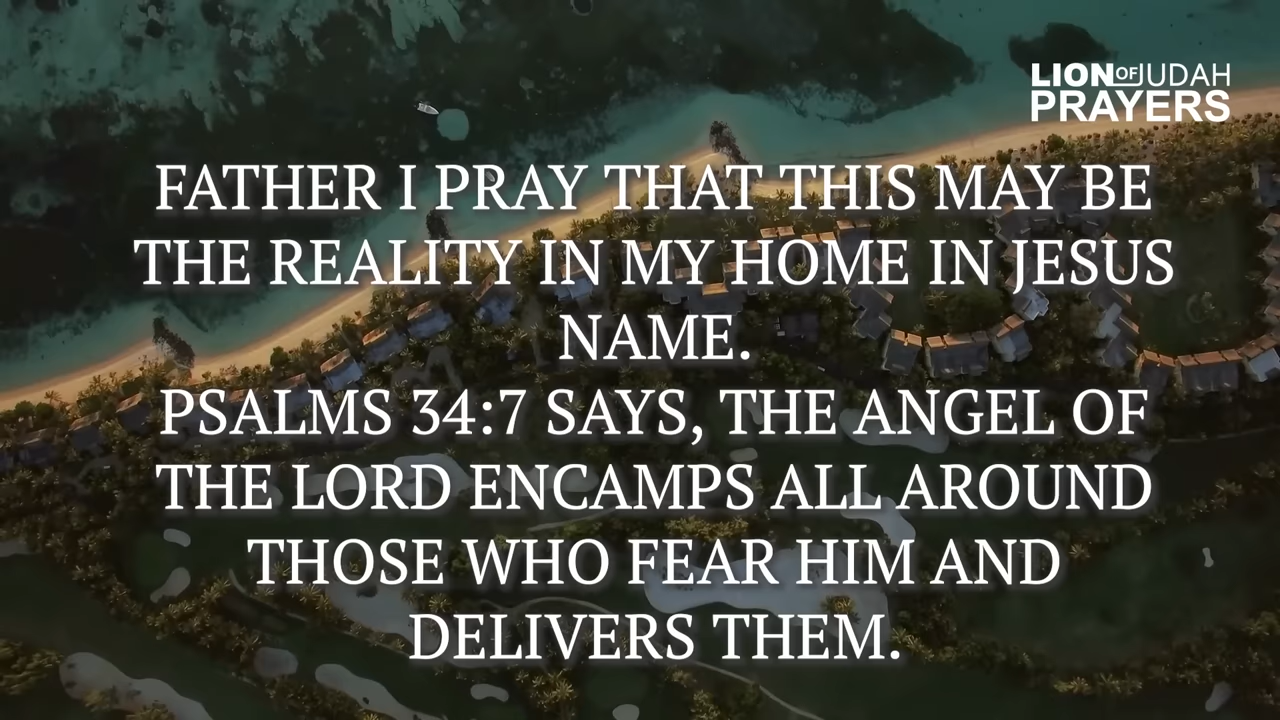 LION OF JUDAH
PRAYERS
FATHER I PRAY THAT THIS MAY BE
THE REALITY IN MY HOME IN JESUS
NAME.
PSALMS 34:7 SAYS, THE ANGEL OF
THE LORD ENCAMPS ALL AROUND
THOSE WHO FEAR HIM AND
DELIVERS THEM.